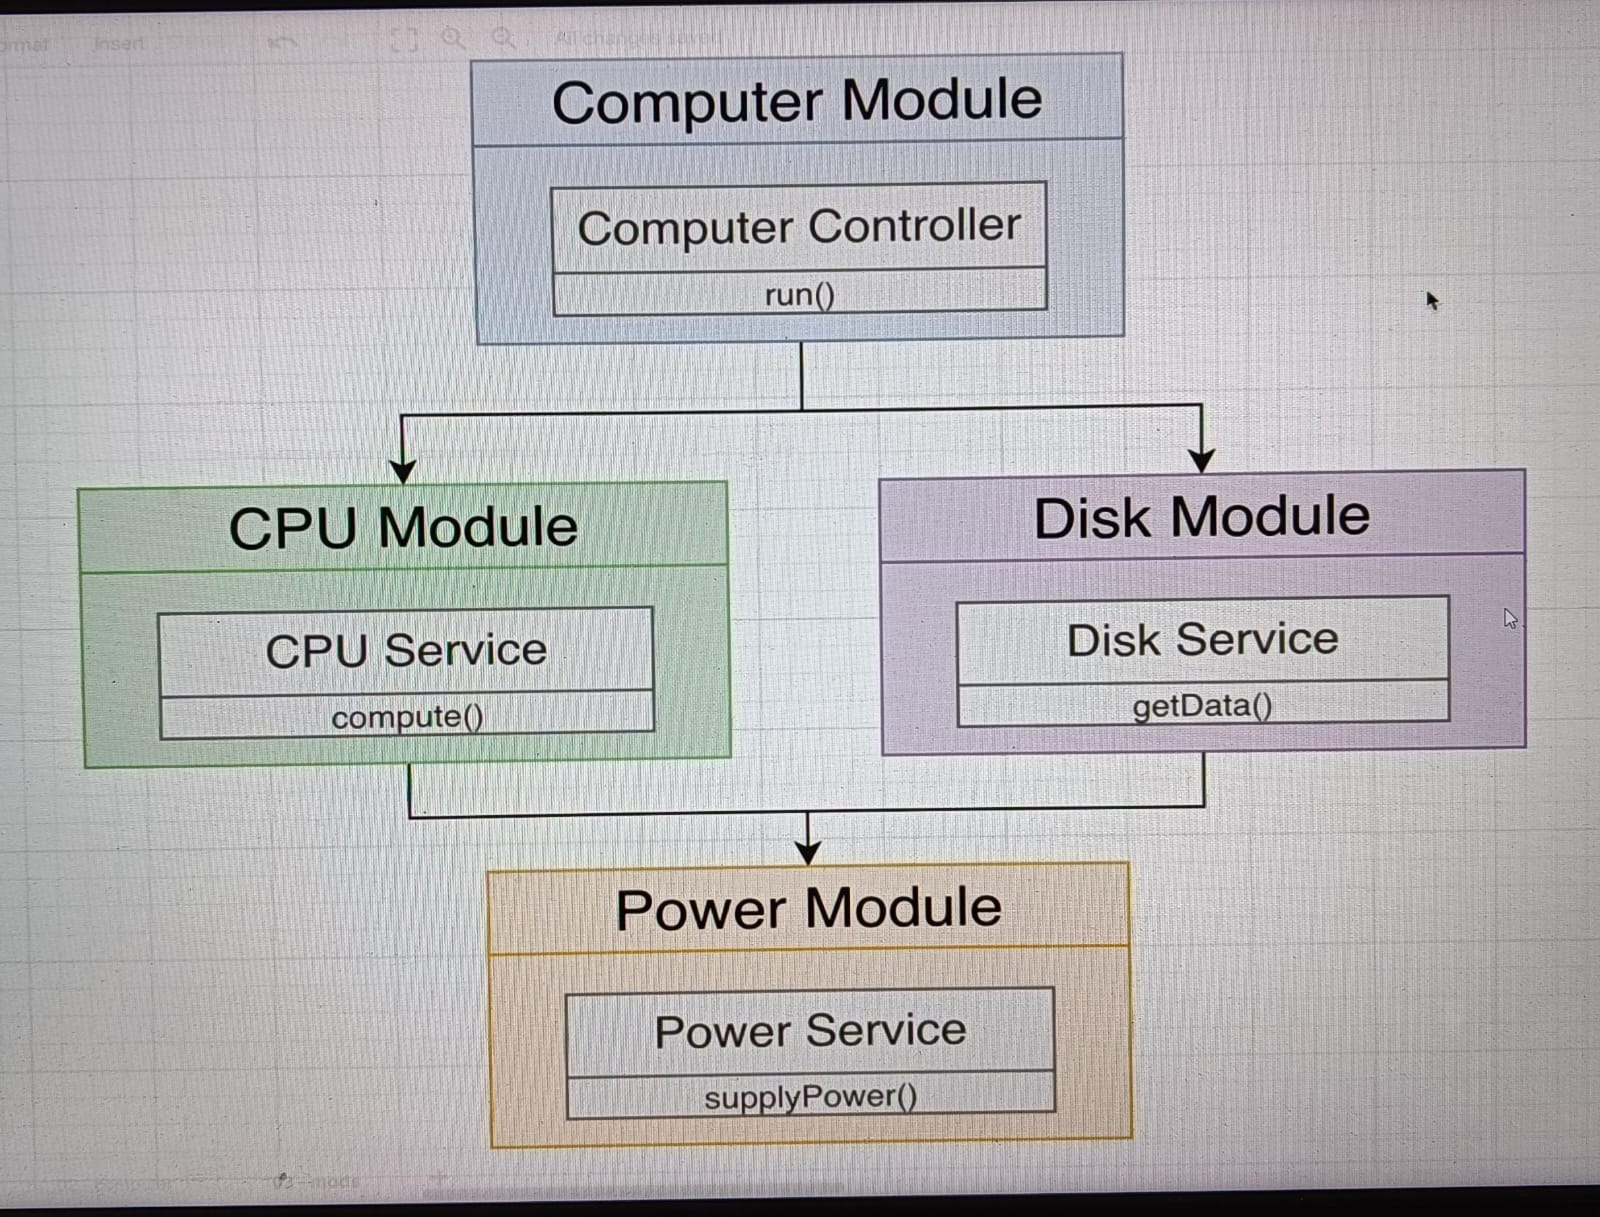 Insert
All changes saved
Computer Module
Computer Controller
run()
CPU Module
Disk Module
CPU Service
Disk Service
compute()
getData()
Power Module
Power Service
supplyPower()